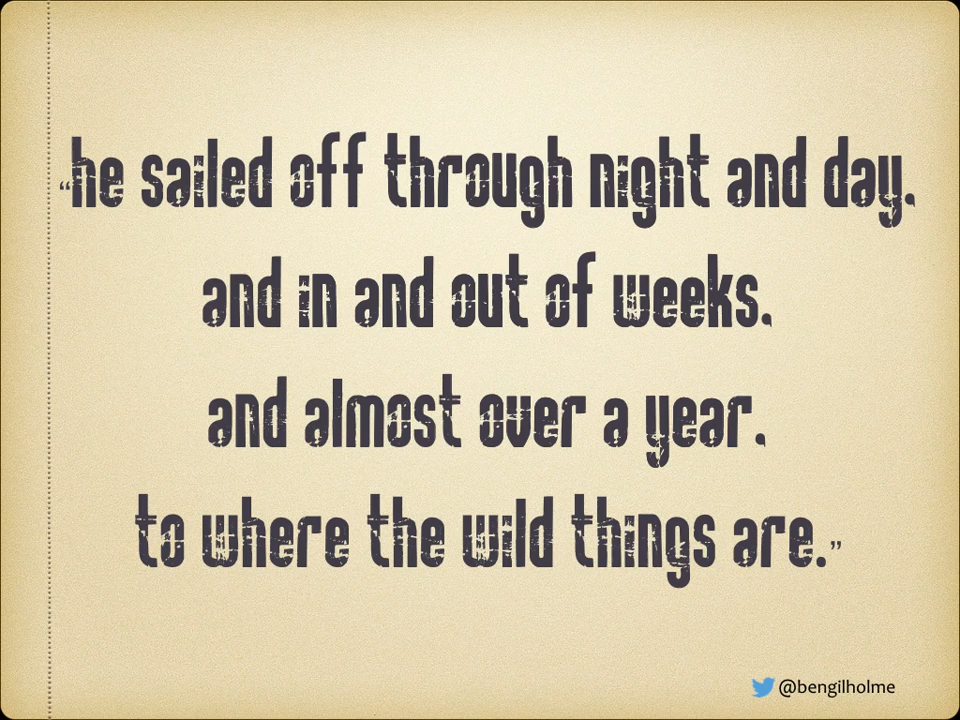 “he sailed off through night and day.
and in and out of weeks.
and almost over a year.
to where the wild things are.”
@bengilholme